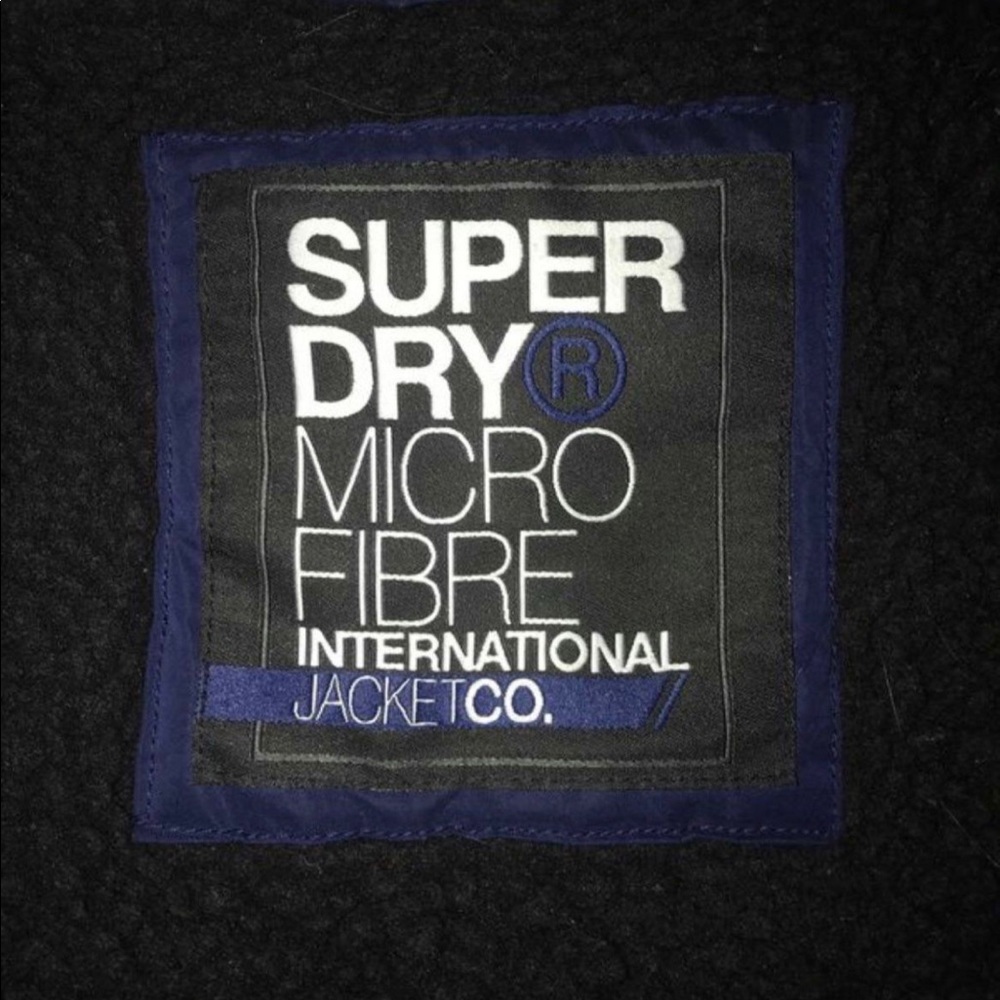 SUPER
DRY®
MICRO
FIBRE
INTERNATIONAL
JACKETCO.